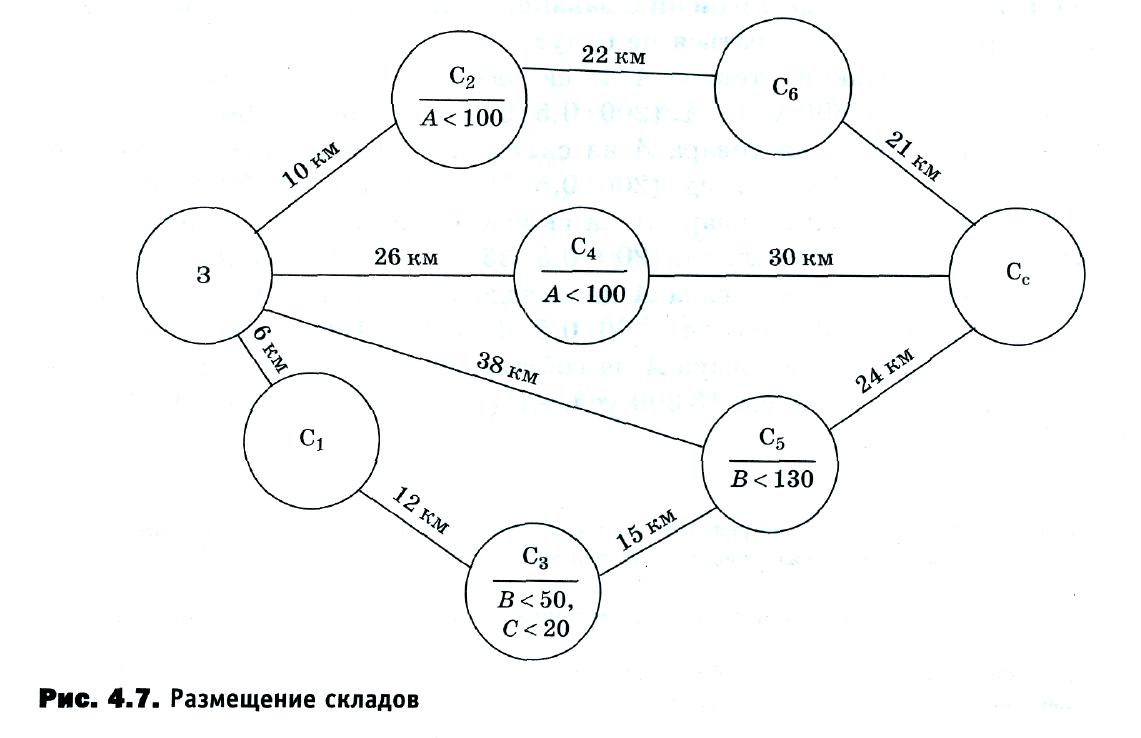 22 км
C₂
A < 100
C₆
10 км
21 км
З
26 км
C₄
A < 100
30 км
Cc
6 км
38 км
24 км
C₁
C₅
B < 130
12 км
15 км
C₃
B < 50,
C < 20
Рис. 4.7. Размещение складов